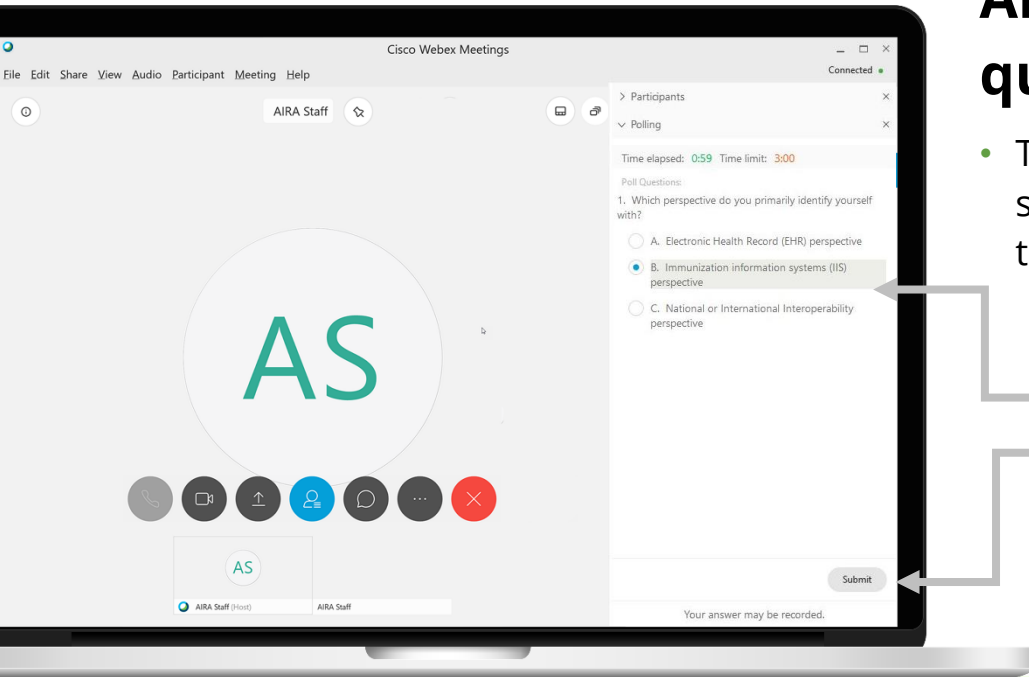 Cisco Webex Meetings
File Edit Share View Audio Participant Meeting Help
Connected
AIRA Staff
AS
AS
AIRA Staff (Host)
AIRA Staff
Participants
Polling
Time elapsed: 0:59 Time limit: 3:00
Poll Questions:
1. Which perspective do you primarily identify yourself
with?
A. Electronic Health Record (EHR) perspective
B. Immunization information systems (IIS)
perspective
C. National or International Interoperability
perspective
Submit
Your answer may be recorded.